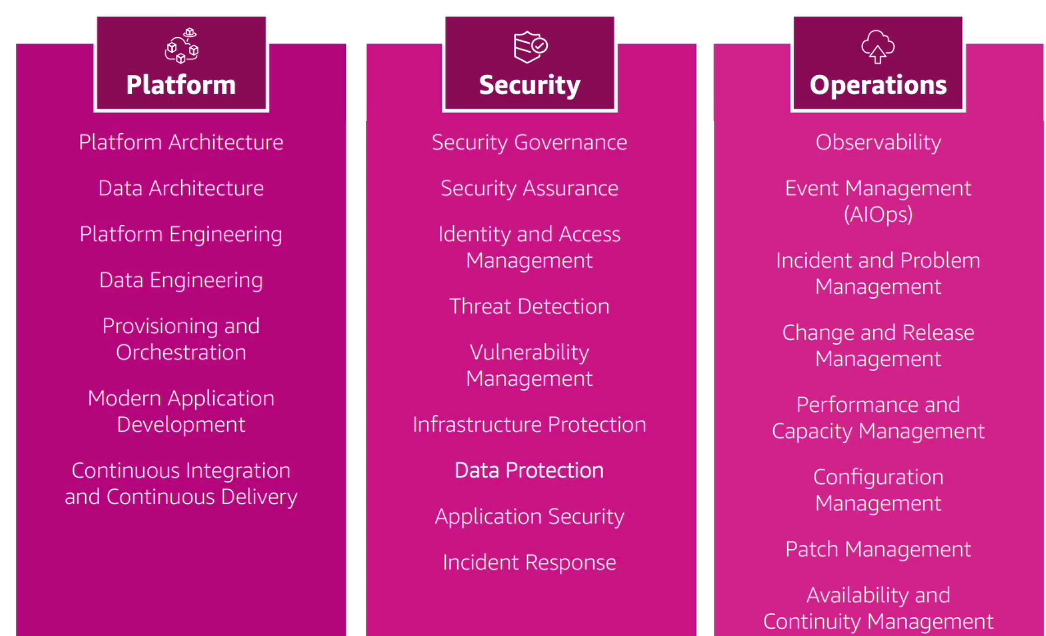 Platform
Platform Architecture
Data Architecture
Platform Engineering
Data Engineering
Provisioning and
Orchestration
Modern Application
Development
Continuous Integration
and Continuous Delivery
Security
Security Governance
Security Assurance
Identity and Access
Management
Threat Detection
Vulnerability
Management
Infrastructure Protection
Data Protection
Application Security
Incident Response
Operations
Observability
Event Management
(AIOps)
Incident and Problem
Management
Change and Release
Management
Performance and
Capacity Management
Configuration
Management
Patch Management
Availability and
Continuity Management